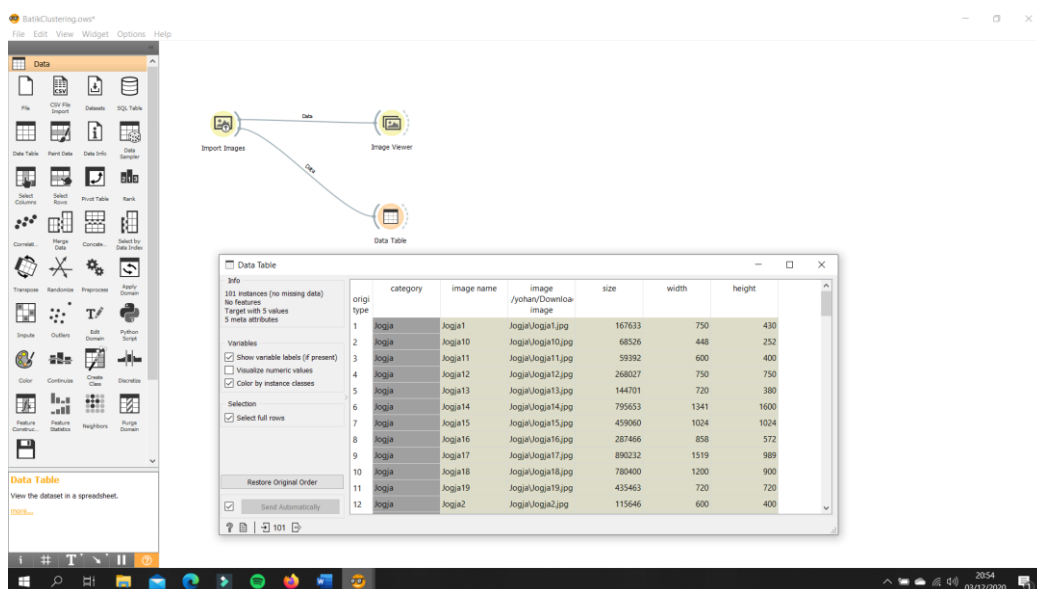 BatikClustering.ows*
File Edit View Widget Options Help
Data
File
CSV File Import
Datasets
SQL Table
Data Table
Paint Data
Data Info
Data Sampler
Select Columns
Select Rows
Pivot Table
Rank
Correlati...
Merge Data
Concate...
Select by Data Index
Transpose
Randomize
Preprocess
Apply Domain
Impute
Outliers
Edit Domain
Python Script
Color
Continuize
Create Class
Discretize
Feature Construc...
Feature Statistics
Neighbors
Purge Domain
Data Table
View the dataset in a spreadsheet.
more...
Import Images
Data
Image Viewer
Data
Data Table
Data Table
Info
101 instances (no missing data)
No features
Target with 5 values
5 meta attributes
Variables
Show variable labels (if present)
Visualize numeric values
Color by instance classes
Selection
Select full rows
Restore Original Order
Send Automatically
101
category image name image size width height
origi /yohan/Downloa
type image
1 Jogja Jogja1 Jogja\Jogja1.jpg 167633 750 430
2 Jogja Jogja10 Jogja\Jogja10.jpg 68526 448 252
3 Jogja Jogja11 Jogja\Jogja11.jpg 59392 600 400
4 Jogja Jogja12 Jogja\Jogja12.jpg 268027 750 750
5 Jogja Jogja13 Jogja\Jogja13.jpg 144701 720 380
6 Jogja Jogja14 Jogja\Jogja14.jpg 795653 1341 1600
7 Jogja Jogja15 Jogja\Jogja15.jpg 459060 1024 1024
8 Jogja Jogja16 Jogja\Jogja16.jpg 287466 858 572
9 Jogja Jogja17 Jogja\Jogja17.jpg 890232 1519 989
10 Jogja Jogja18 Jogja\Jogja18.jpg 780400 1200 900
11 Jogja Jogja19 Jogja\Jogja19.jpg 435463 720 720
12 Jogja Jogja2 Jogja\Jogja2.jpg 115646 600 400
20:54
03/12/2020